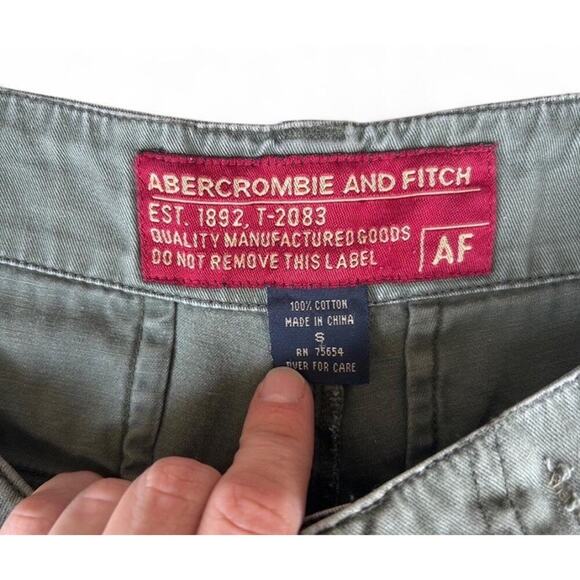 ABERCROMBIE AND FITCH
EST. 1892, T-2083
QUALITY MANUFACTURED GOODS
DO NOT REMOVE THIS LABEL
AF
100% COTTON
MADE IN CHINA
S
RN 75654
OVER FOR CARE